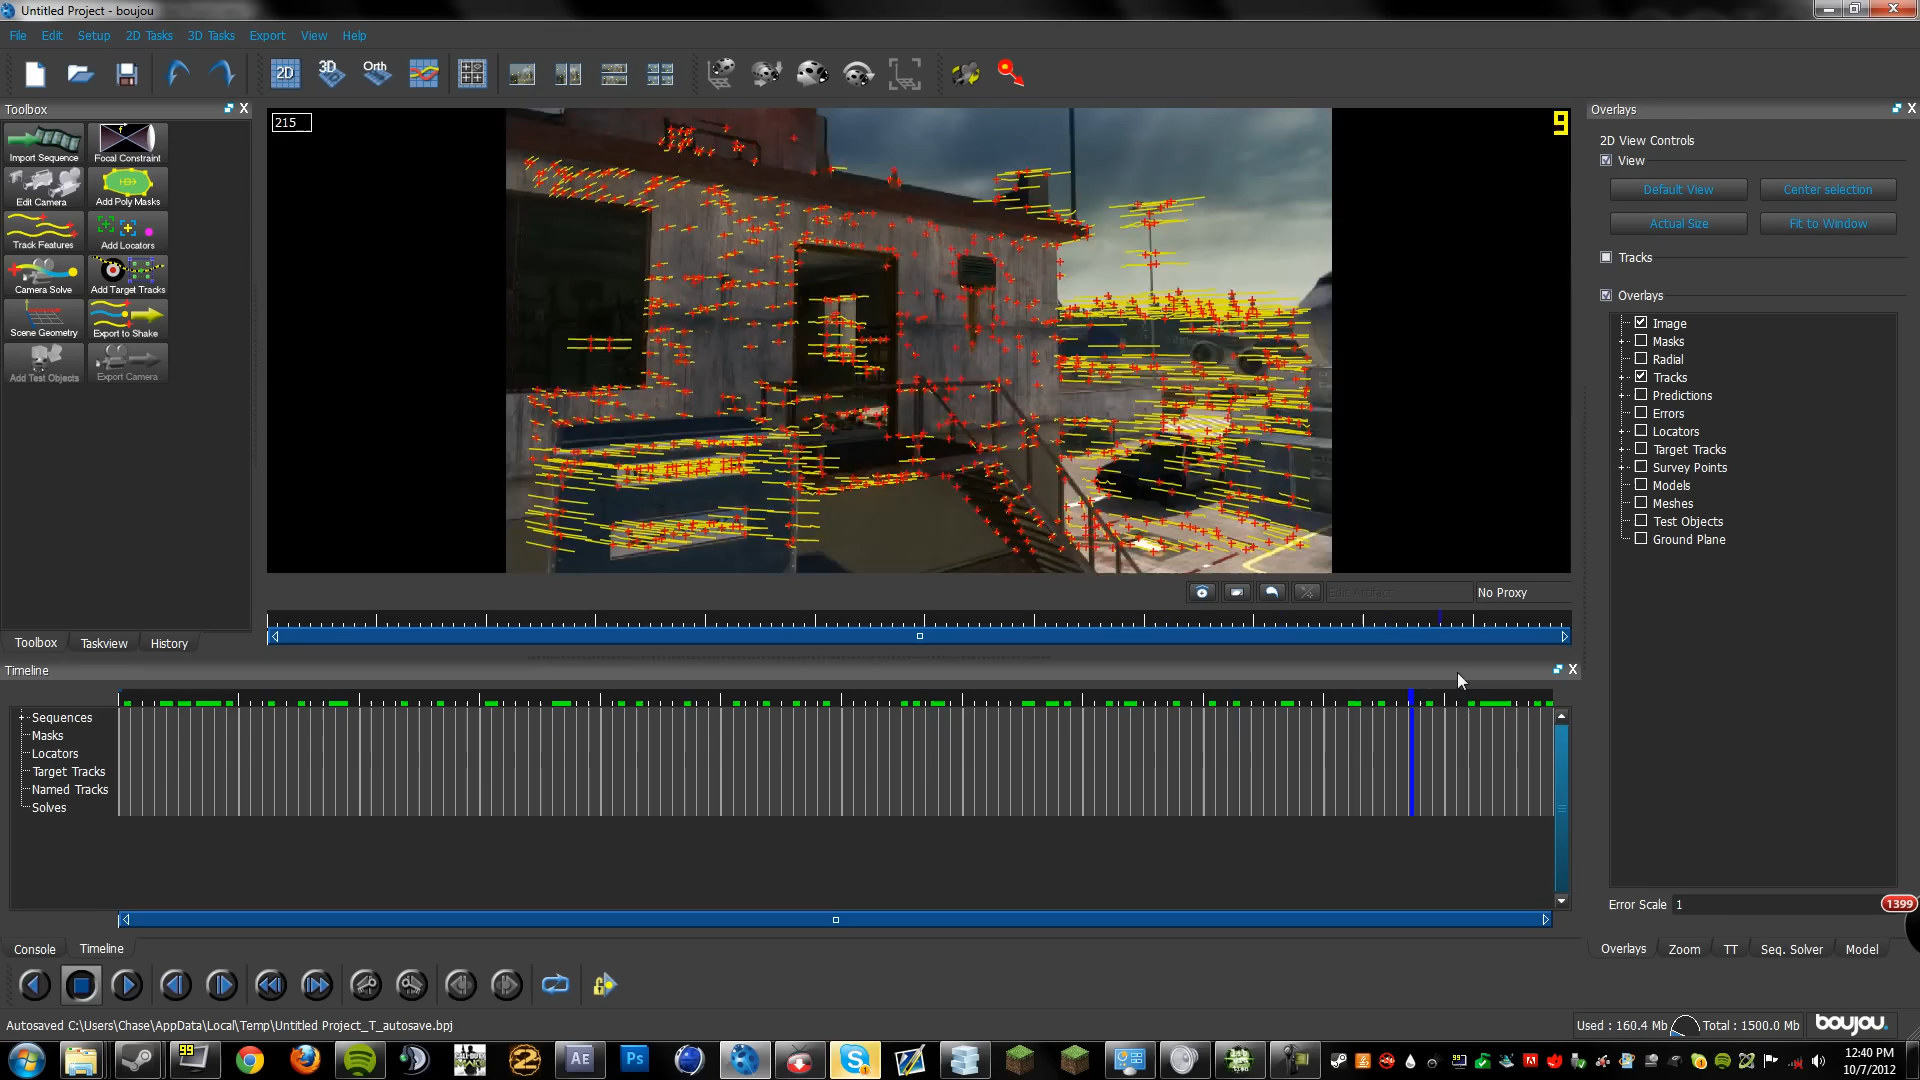 Untitled Project - boujou
File Edit Setup 2D Tasks 3D Tasks Export View Help
2D 3D Orth
Toolbox
Import Sequence Focal Constraint
Edit Camera Add Poly Masks
Track Features Add Locators
Camera Solve Add Target Tracks
Scene Geometry Export to Shake
Add Test Objects Export Camera
Toolbox Taskview History
215
9
No Proxy
Overlays
2D View Controls
View
Default View Center selection
Actual Size Fit to Window
Tracks
Overlays
Image
Masks
Radial
Tracks
Predictions
Errors
Locators
Target Tracks
Survey Points
Models
Meshes
Test Objects
Ground Plane
Error Scale 1
1399
Overlays Zoom TT Seq. Solver Model
Timeline
Sequences
Masks
Locators
Target Tracks
Named Tracks
Solves
Console Timeline
Autosaved C:\Users\Chase\AppData\Local\Temp\Untitled Project_T_autosave.bpj
Used : 160.4 Mb Total : 1500.0 Mb boujou
99 2 Ae Ps
12:40 PM
10/7/2012